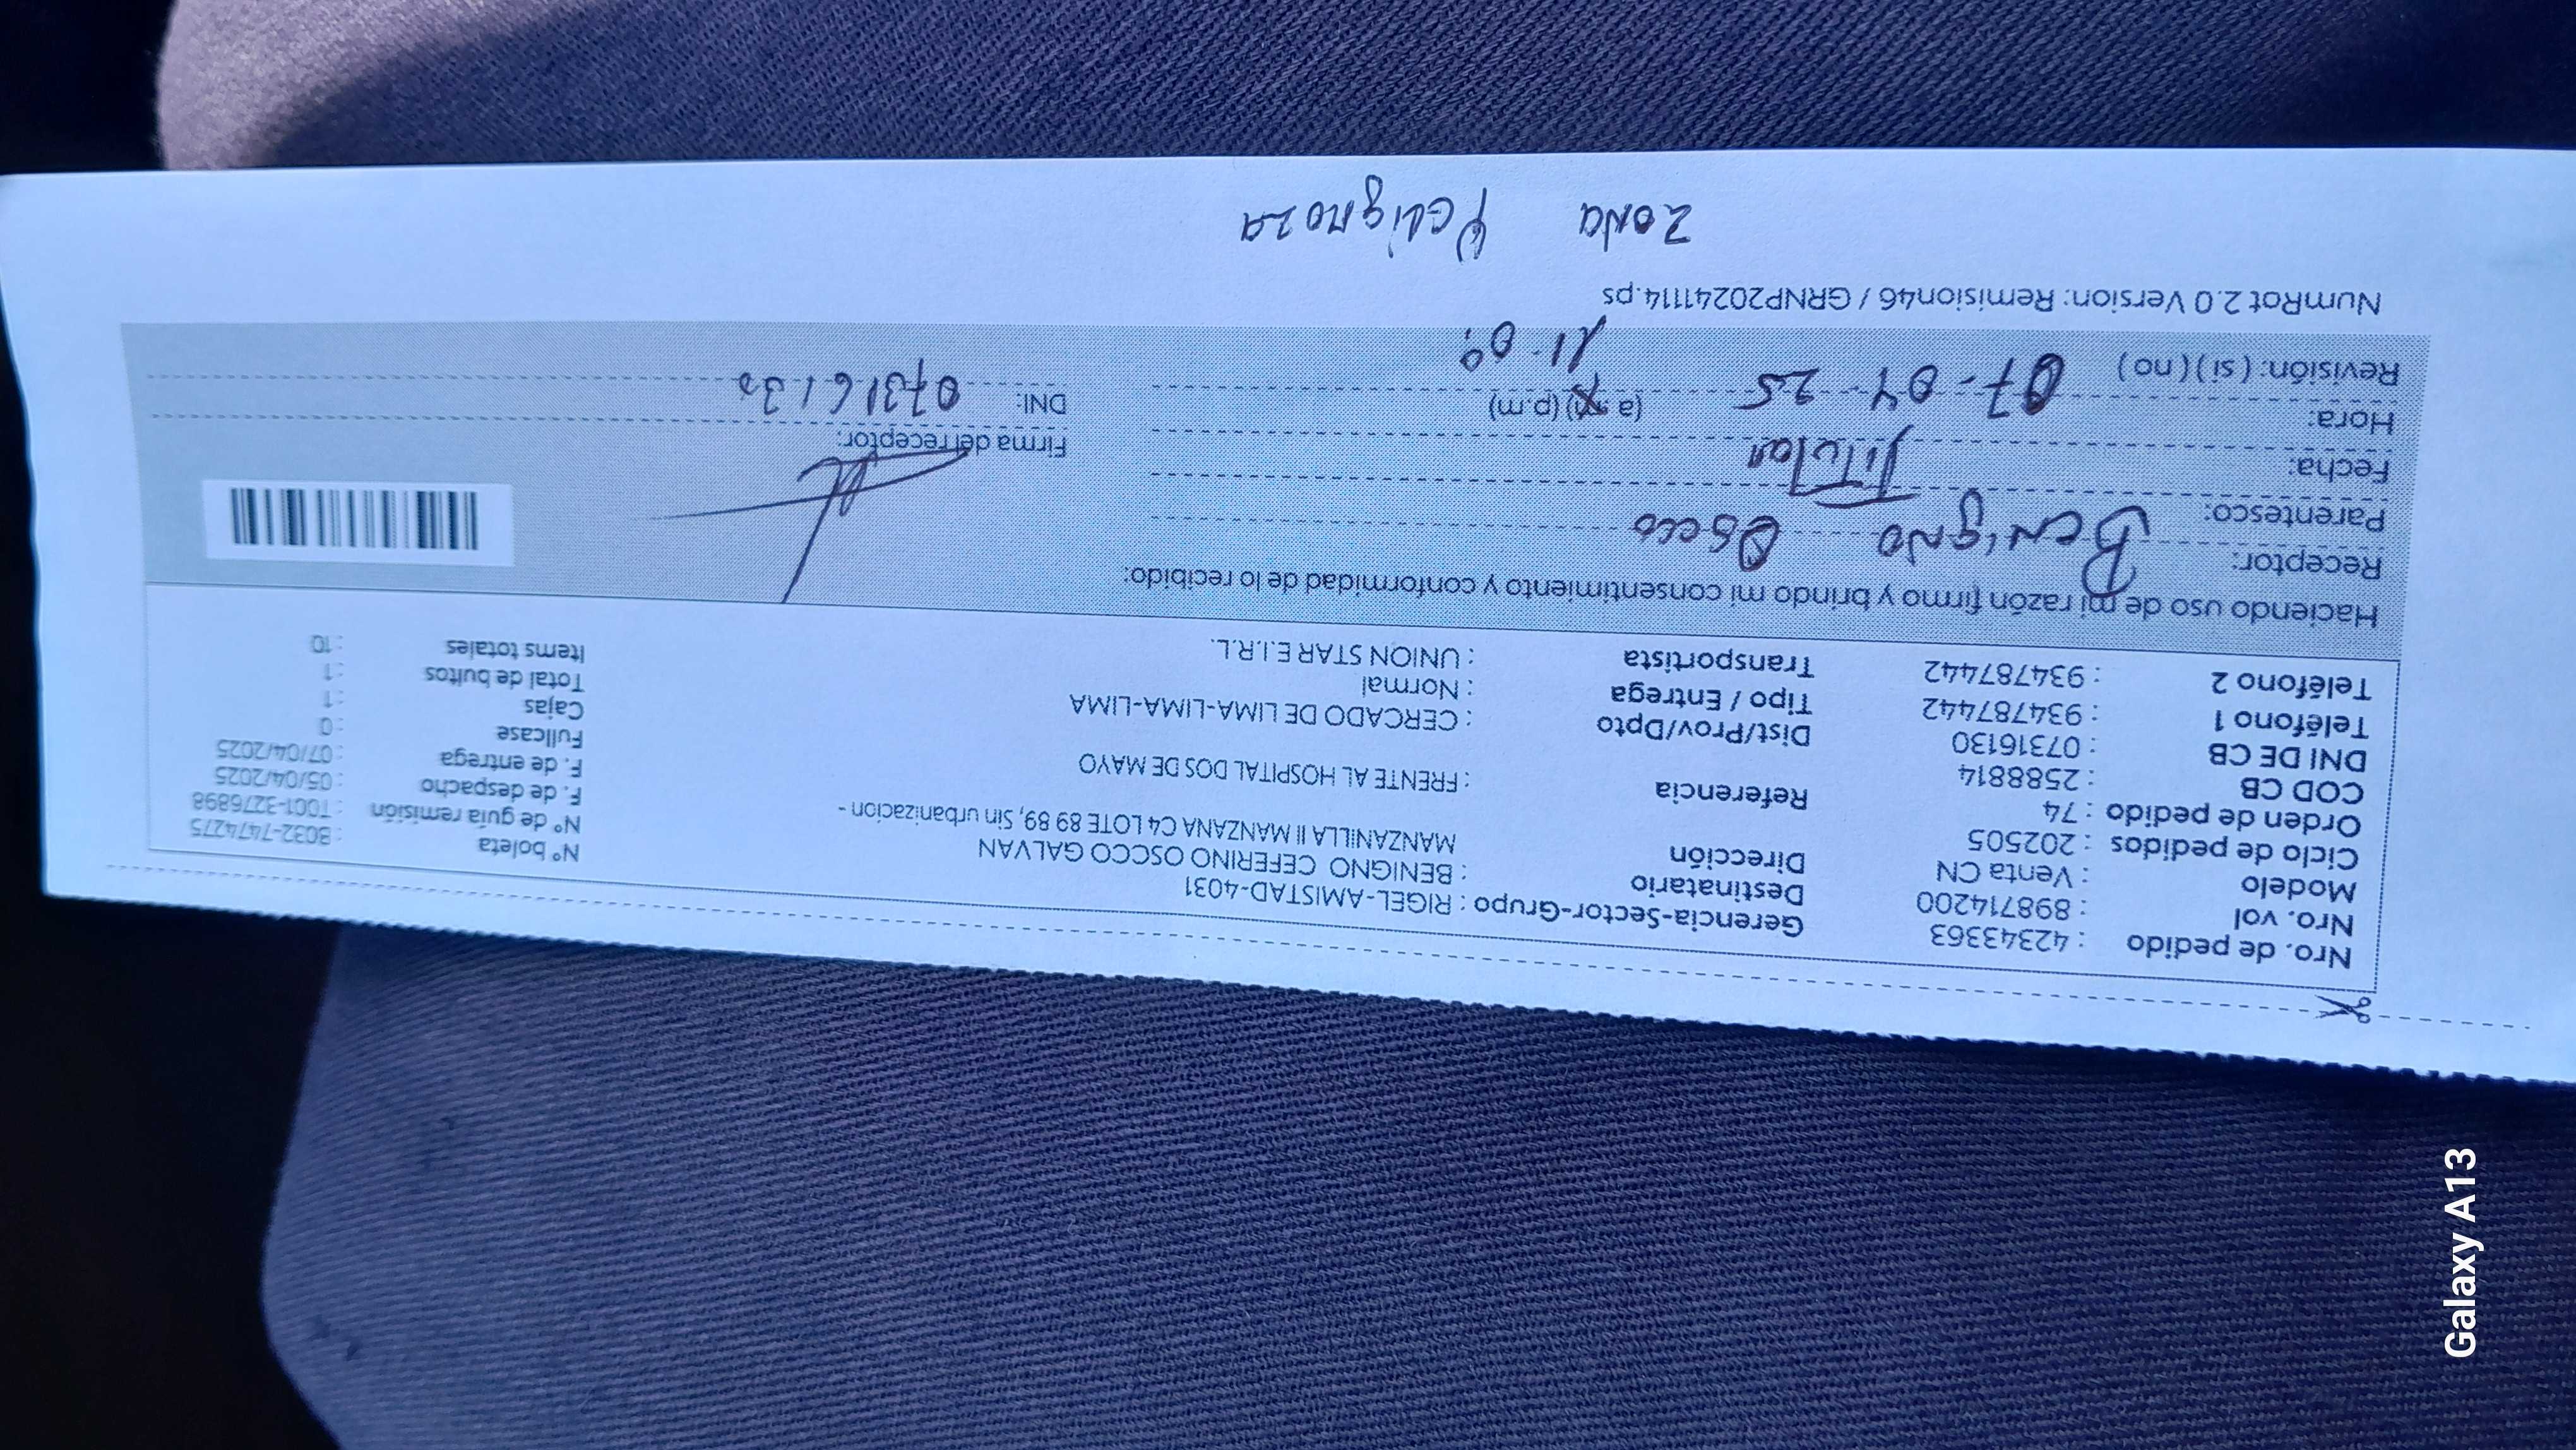 Nro. de pedido : 42343363
Nro. vol : 898714200
Modelo : Venta CN
Ciclo de pedidos : 202505
Orden de pedido : 74
COD CB : 2588814
DNI DE CB : 07316130
Teléfono 1 : 934787442
Teléfono 2 : 934787442
Gerencia-Sector-Grupo : RIGEL-AMISTAD-4031
Destinatario : BENIGNO CEFERINO OSCCO GALVAN
Dirección MANZANILLA II MANZANA C4 LOTE 89 89, Sin urbanizacion -
Referencia : FRENTE AL HOSPITAL DOS DE MAYO
Dist/Prov/Dpto : CERCADO DE LIMA-LIMA-LIMA
Tipo / Entrega : Normal
Transportista : UNION STAR E.I.R.L.
Nº boleta : B032-7474275
Nº de guía remisión : T001-3276898
F. de despacho : 05/04/2025
F. de entrega : 07/04/2025
Fullcase : 0
Cajas : 1
Total de bultos : 1
Items totales : 10
Haciendo uso de mi razón firmo y brindo mi consentimiento y conformidad de lo recibido:
Receptor: Benigno Oscco
Parentesco: Titular
Fecha: 07-04-25
Hora: (a.m) (p.m) 11-09
Revisión: (si) (no)
Firma del receptor:
DNI: 07316130
NumRot 2.0 Version: Remision46 / GRNP20241114.ps
Zona Peligroza
Galaxy A13